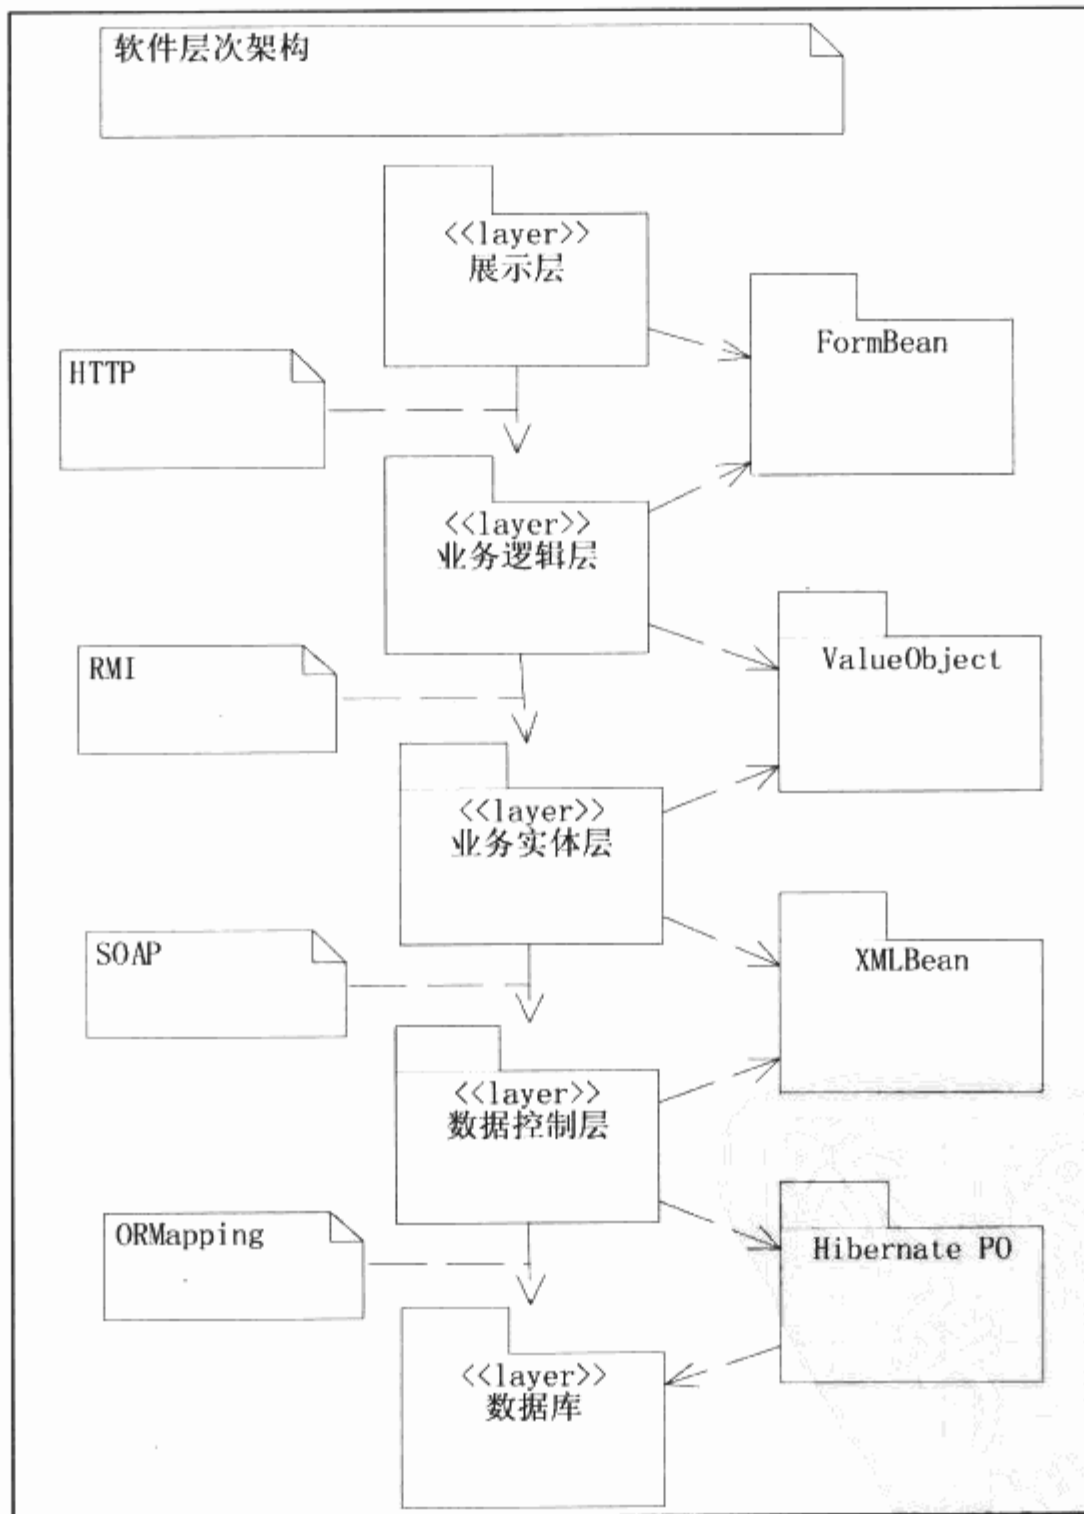 软件层次架构
<<layer>>
展示层
FormBean
HTTP
<<layer>>
业务逻辑层
ValueObject
RMI
<<layer>>
业务实体层
XMLBean
SOAP
<<layer>>
数据控制层
Hibernate PO
ORMapping
<<layer>>
数据库